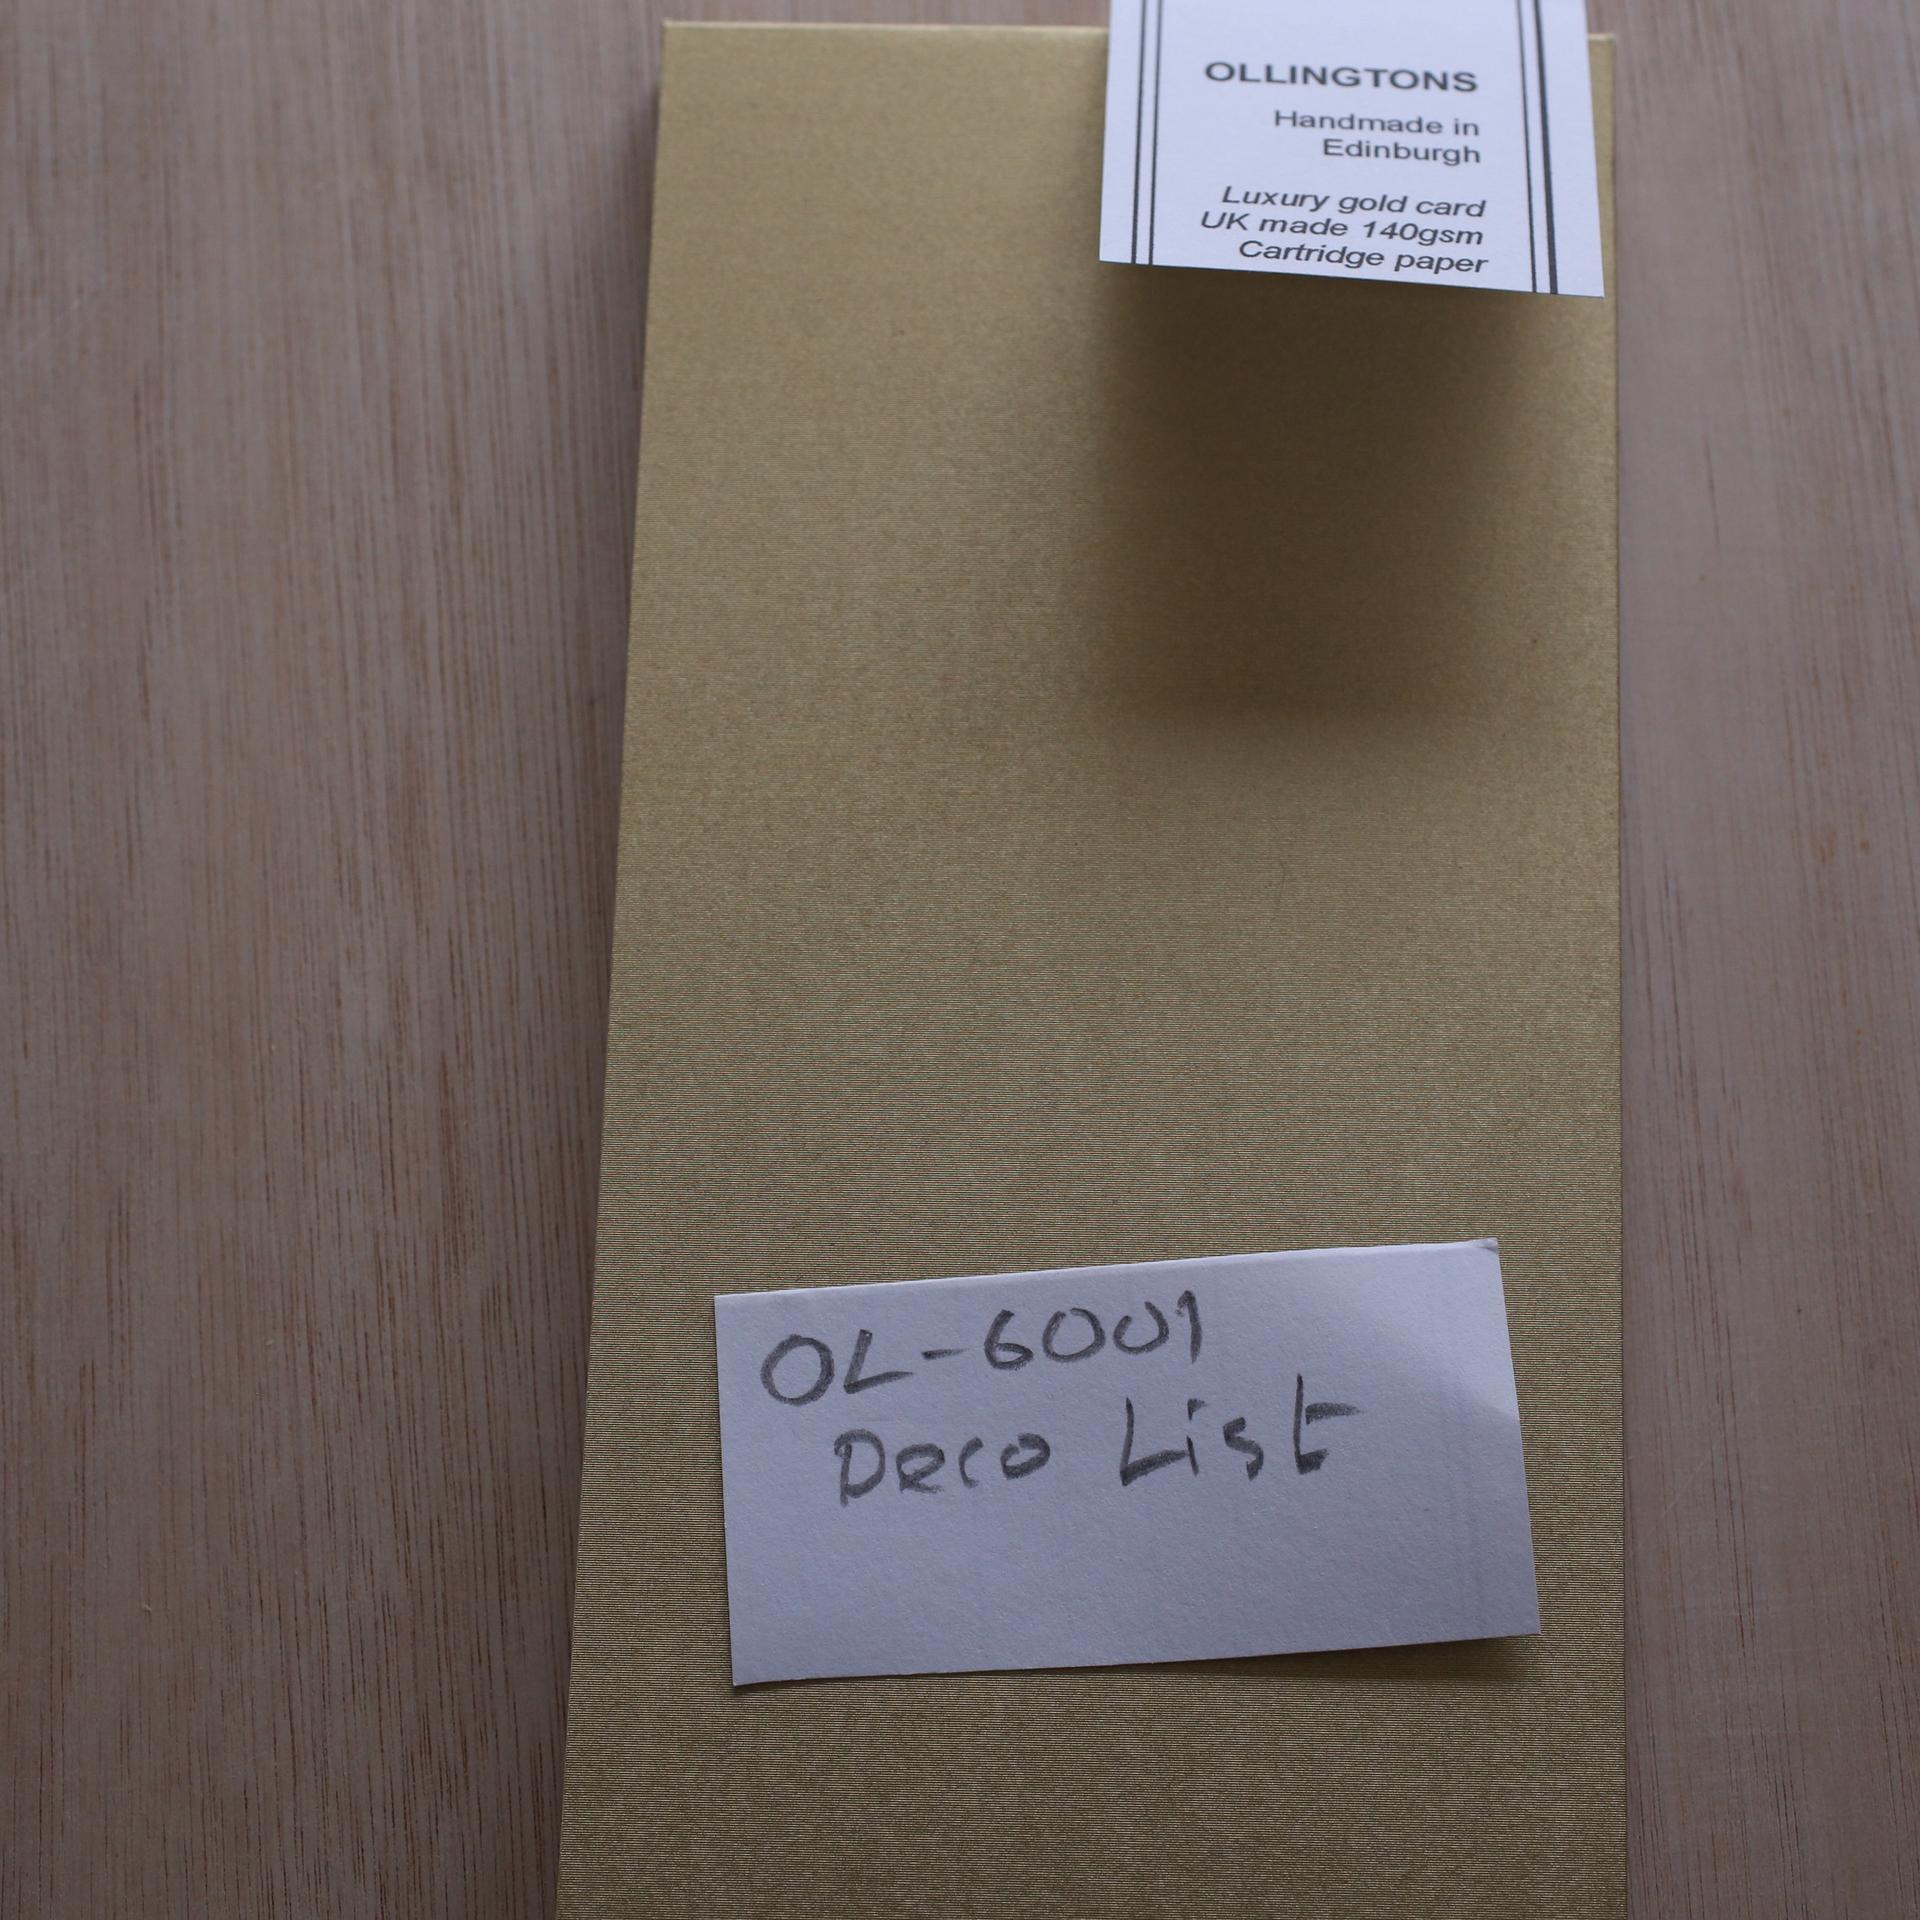 OLLINGTONS
Handmade in
Edinburgh
Luxury gold card
UK made 140gsm
Cartridge paper
OL-6001
Deco List